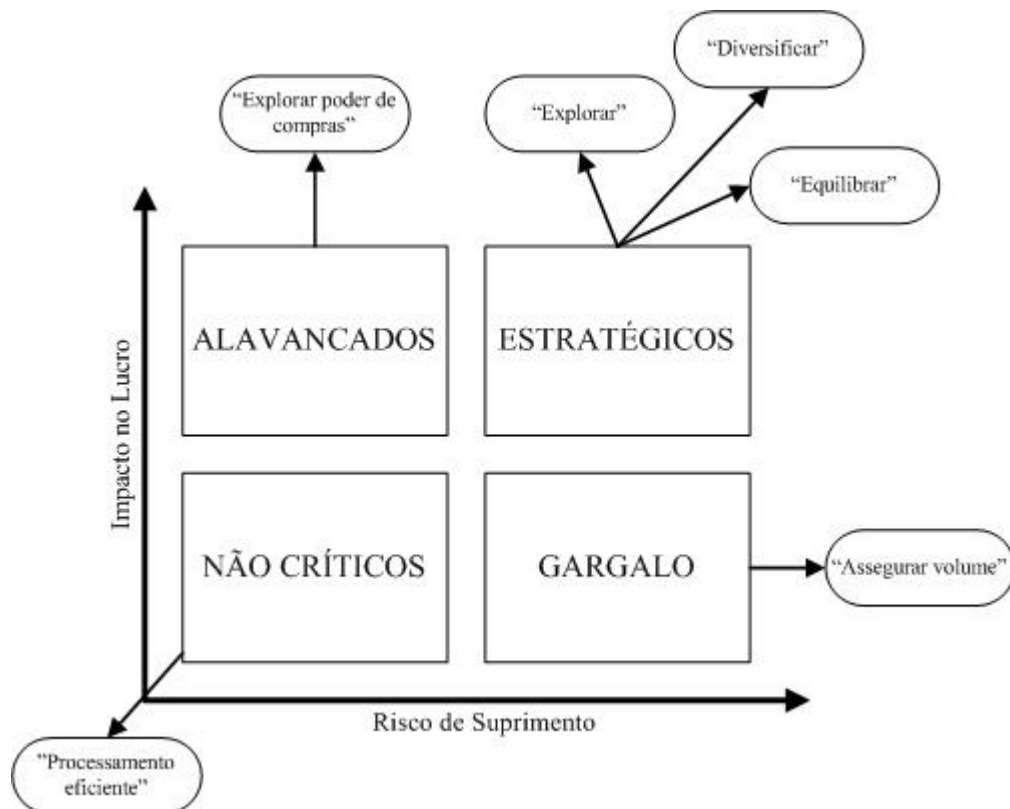 “Diversificar”
“Explorar poder de
compras”
“Explorar”
“Equilibrar”
ALAVANCADOS
ESTRATÉGICOS
Impacto no Lucro
NÃO CRÍTICOS
GARGALO
“Assegurar volume”
Risco de Suprimento
”Processamento
eficiente”